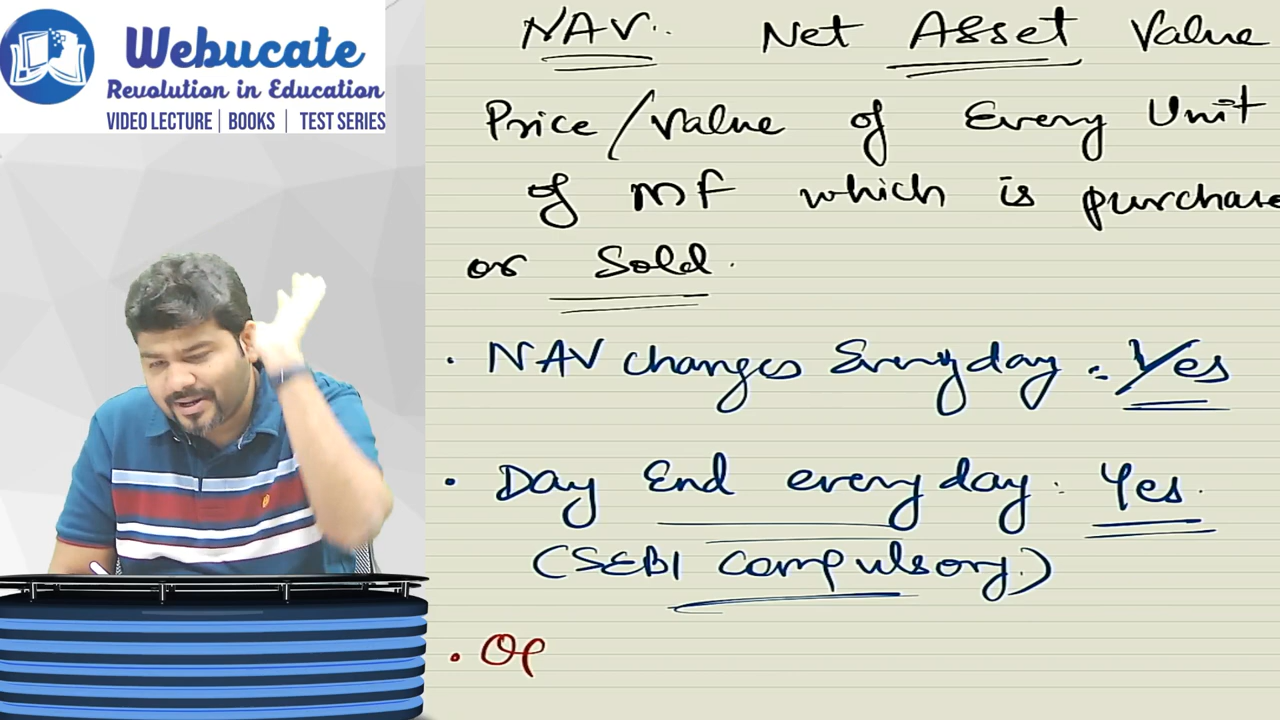 Webucate
Revolution in Education
VIDEO LECTURE | BOOKS | TEST SERIES
NAV: Net Asset Value
Price/Value of Every Unit
of MF which is purchase
or Sold.
· NAV changes Everyday = Yes
· Day End everyday: Yes.
(SEBI compulsory.)
· Op